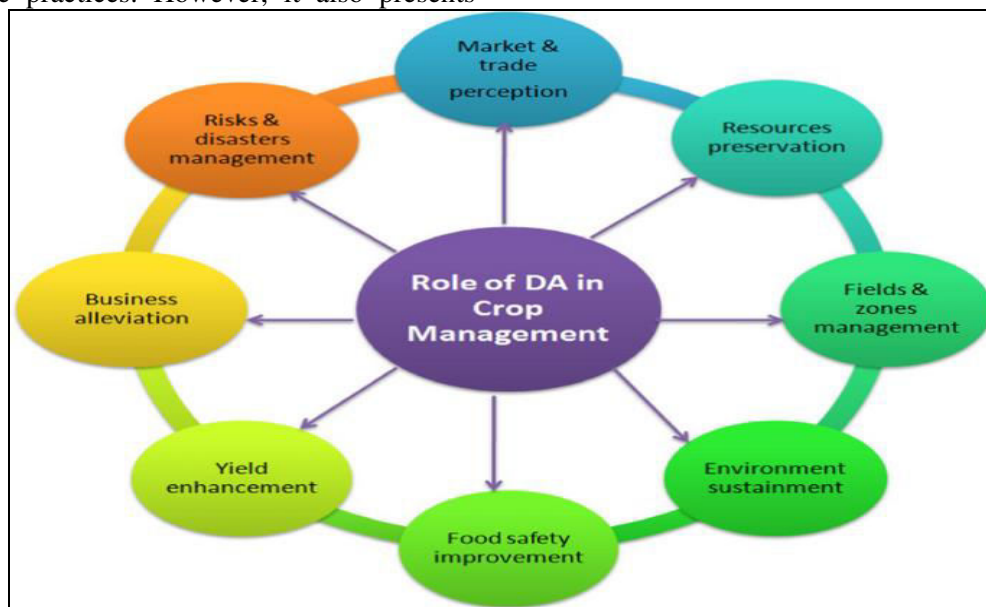 practices. However, it also presents
Market &
trade
perception
Resources
preservation
Fields &
zones
management
Environment
sustainment
Food safety
improvement
Yield
enhancement
Business
alleviation
Risks &
disasters
management
Role of DA in
Crop
Management